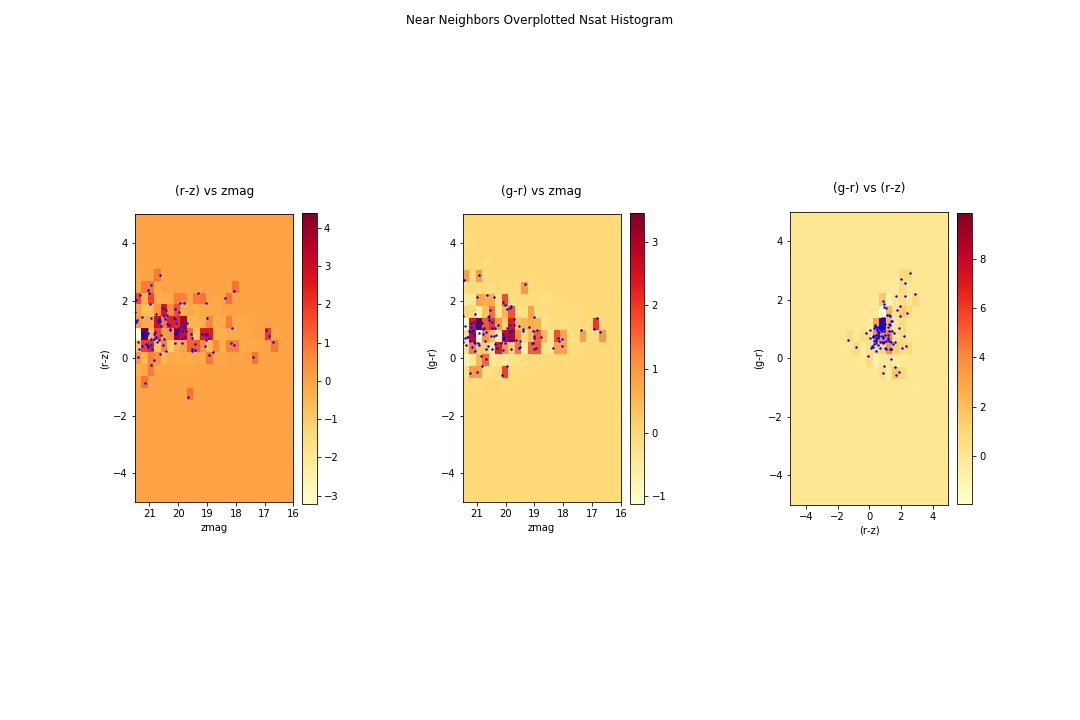 Near Neighbors Overplotted Nsat Histogram
(r-z) vs zmag
(g-r) vs zmag
(g-r) vs (r-z)
4
2
0
−2
−4
(r-z)
21 20 19 18 17 16
zmag
4
3
2
1
0
−1
−2
−3
4
2
0
−2
−4
(g-r)
21 20 19 18 17 16
zmag
3
2
1
0
−1
4
2
0
−2
−4
(g-r)
−4 −2 0 2 4
(r-z)
8
6
4
2
0